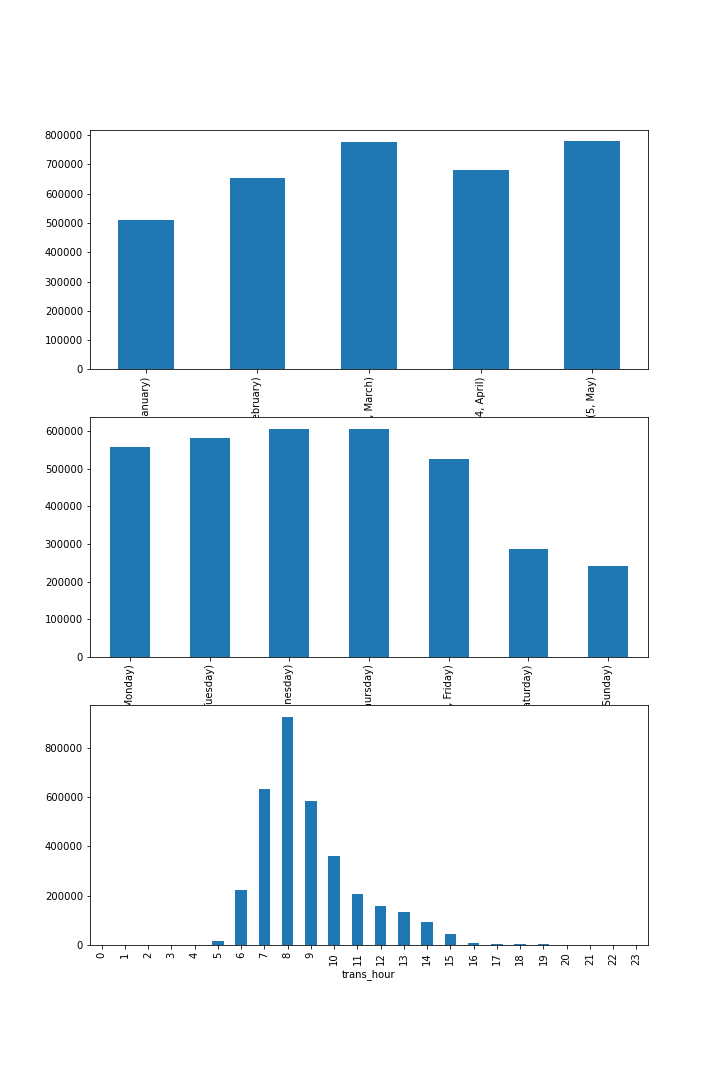 800000
700000
600000
500000
400000
300000
200000
100000
0
anuary)
ebruary)
, March)
4, April)
(5, May)
600000
500000
400000
300000
200000
100000
0
Monday)
uesday)
nesday)
ursday)
, Friday)
aturday)
Sunday)
800000
600000
400000
200000
0
0 1 2 3 4 5 6 7 8 9 10 11 12 13 14 15 16 17 18 19 20 21 22 23
trans_hour